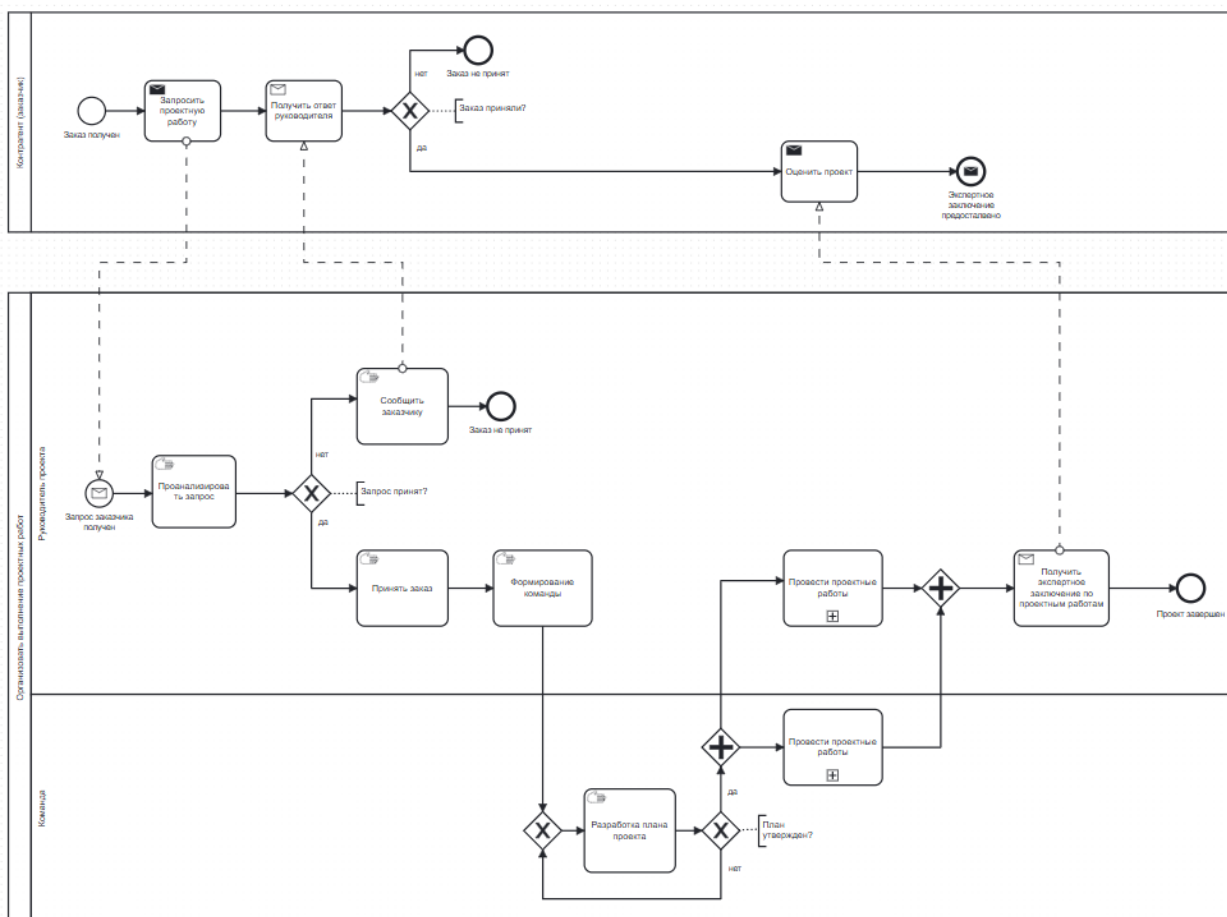 Контрагент (заказчик)
Заказ получен
Запросить
проектную
работу
Получить ответ
руководителя
нет
Заказ не принят
Заказ приняли?
да
Оценить проект
Экспертное
заключение
предосталвено
Организовать выполнение проектных работ
Руководитель проекта
Запрос заказчика
получен
Проанализирова
ть запрос
нет
Запрос принят?
да
Сообщить
заказчику
Заказ не принят
Принять заказ
Формирование
команды
Провести проектные
работы
Получить
экспертное
заключение по
проектным работам
Проект завершен
Команда
Провести проектные
работы
Разработка плана
проекта
да
План
утвержден?
нет